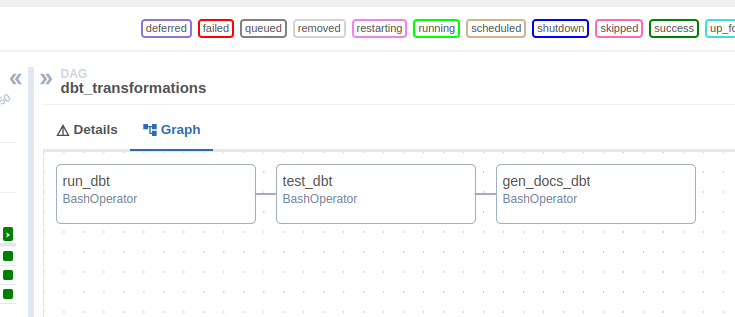 deferred failed queued removed restarting running scheduled shutdown skipped success up_fo
DAG
dbt_transformations
50
Details Graph
run_dbt test_dbt gen_docs_dbt
BashOperator BashOperator BashOperator